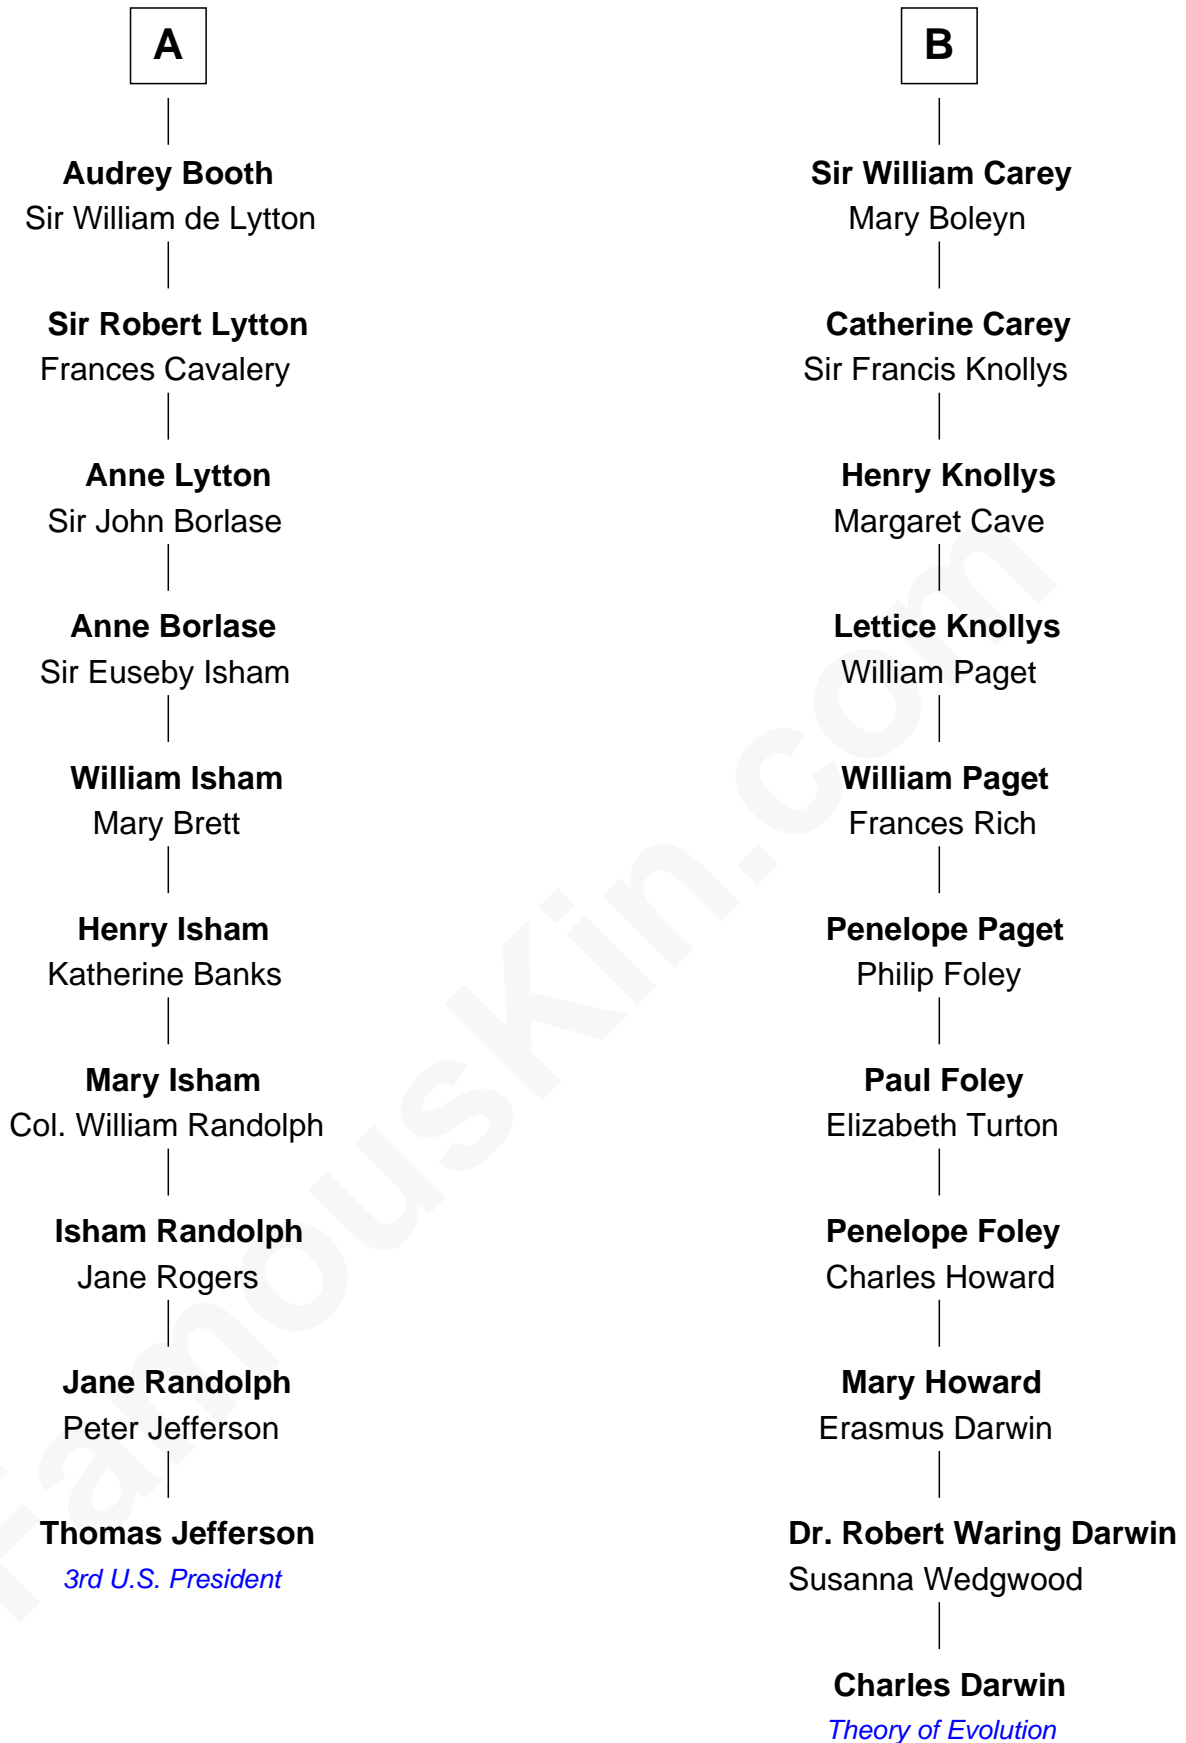 A
Audrey Booth
Sir William de Lytton
Sir Robert Lytton
Frances Cavalery
Anne Lytton
Sir John Borlase
Anne Borlase
Sir Euseby Isham
William Isham
Mary Brett
Henry Isham
Katherine Banks
Mary Isham
Col. William Randolph
Isham Randolph
Jane Rogers
Jane Randolph
Peter Jefferson
Thomas Jefferson
3rd U.S. President
B
Sir William Carey
Mary Boleyn
Catherine Carey
Sir Francis Knollys
Henry Knollys
Margaret Cave
Lettice Knollys
William Paget
William Paget
Frances Rich
Penelope Paget
Philip Foley
Paul Foley
Elizabeth Turton
Penelope Foley
Charles Howard
Mary Howard
Erasmus Darwin
Dr. Robert Waring Darwin
Susanna Wedgwood
Charles Darwin
Theory of Evolution
FamousKin.com